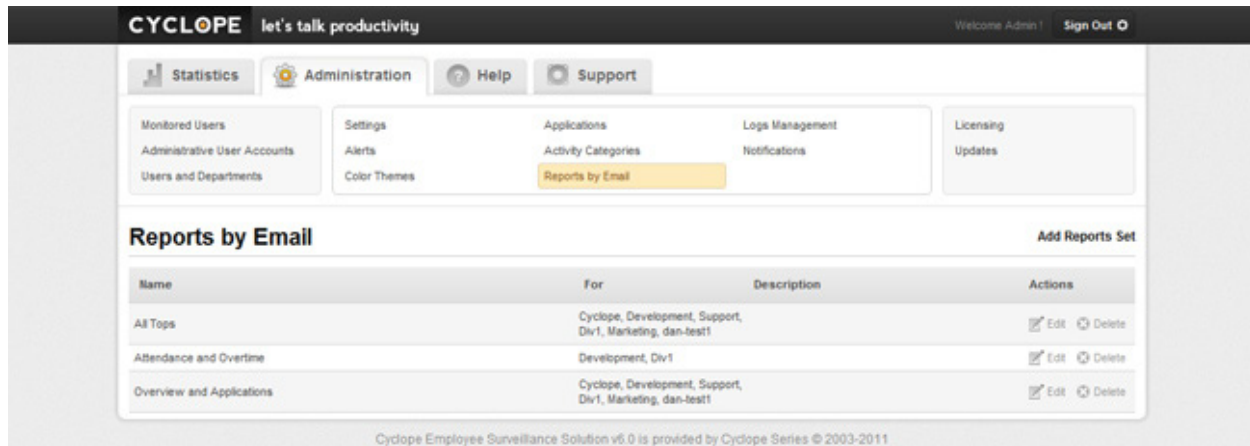 CYCLOPE let's talk productivity Welcome Admin ! Sign Out
Statistics Administration Help Support
Monitored Users Settings Applications Logs Management Licensing
Administrative User Accounts Alerts Activity Categories Notifications Updates
Users and Departments Color Themes Reports by Email
Reports by Email Add Reports Set
Name For Description Actions
All Tops Cyclope, Development, Support, Edit Delete
Div1, Marketing, dan-test1
Attendance and Overtime Development, Div1 Edit Delete
Overview and Applications Cyclope, Development, Support, Edit Delete
Div1, Marketing, dan-test1
Cyclope Employee Surveillance Solution v6.0 is provided by Cyclope Series © 2003-2011